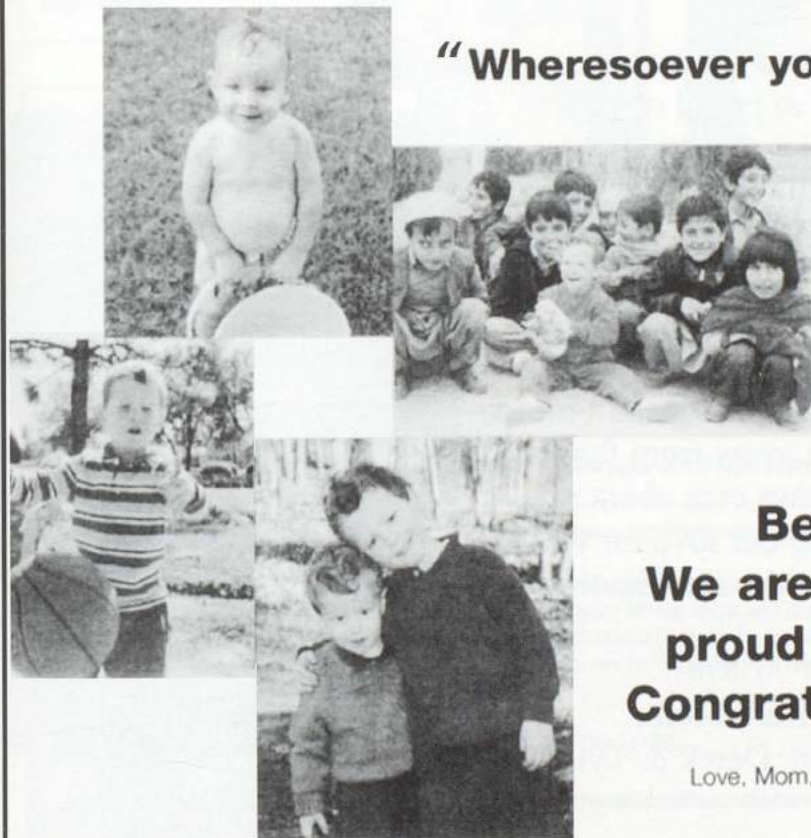 “Wheresoever yo
Be
We are
proud
Congrat
Love, Mom,